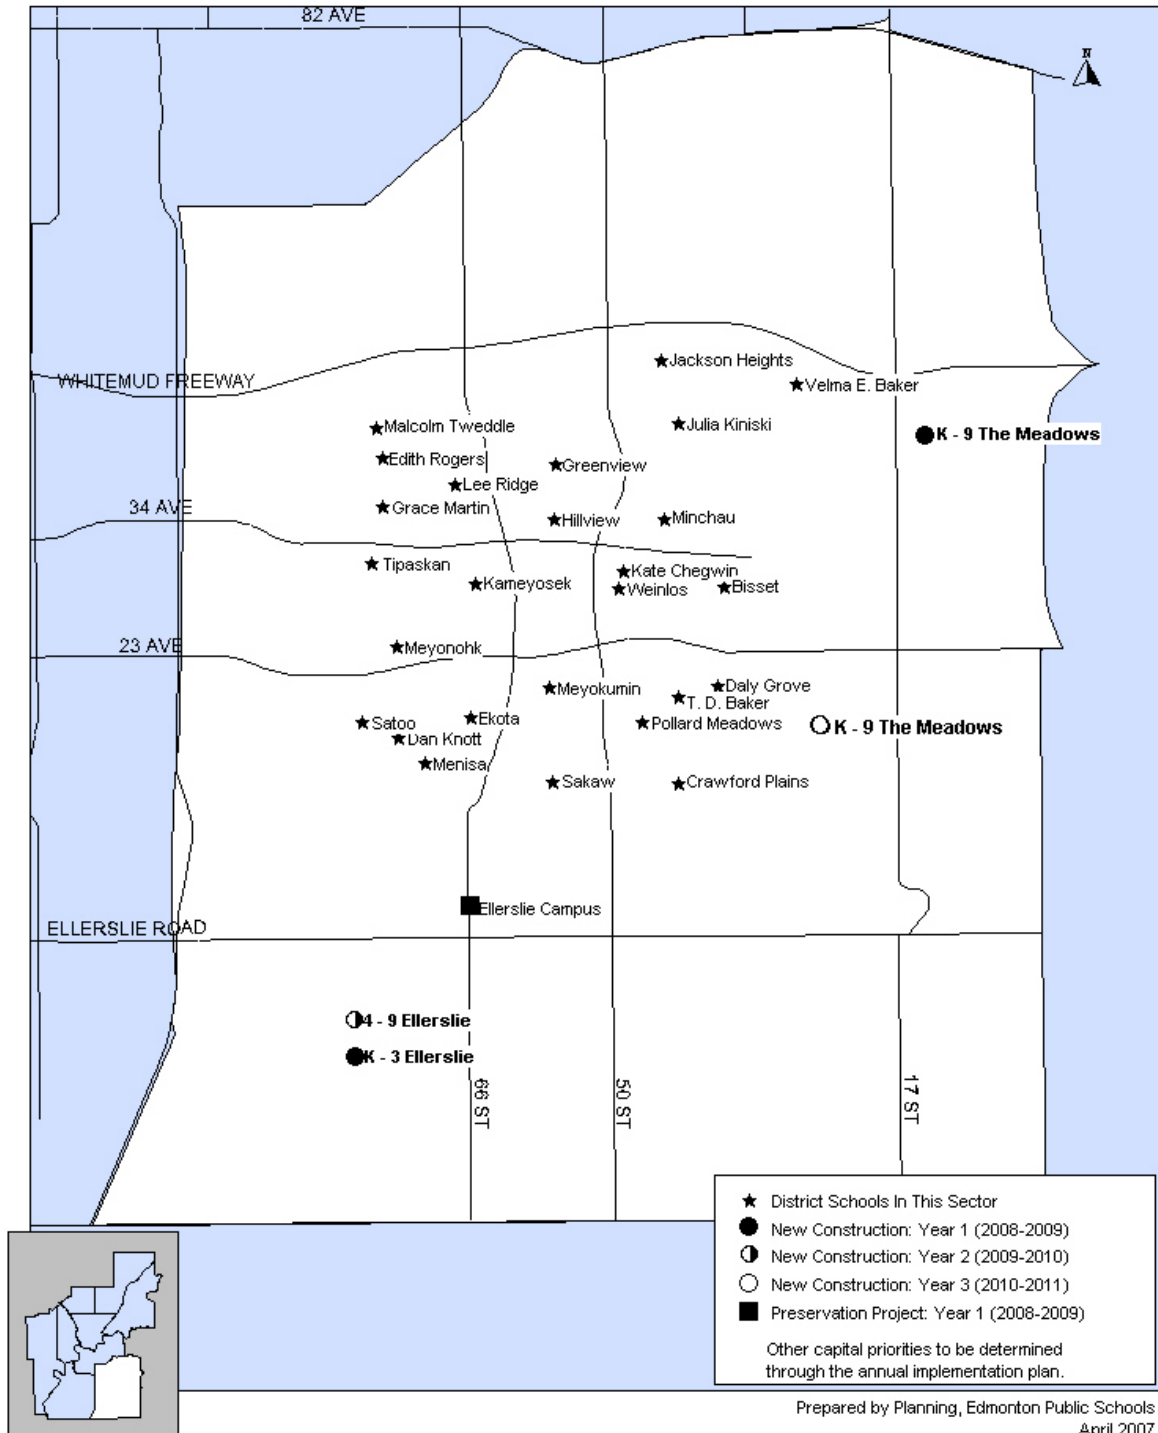 82 AVE
N
Jackson Heights
WHITEMUD FREEWAY
Velma E. Baker
Malcolm Tweddle
Julia Kiniski
K - 9 The Meadows
Edith Rogers
Greenview
Lee Ridge
34 AVE
Grace Martin
Hillview
Minchau
Tipaskan
Kate Chegwin
Kameyosek
Weinlos
Bisset
23 AVE
Meyonohk
Meyokumin
Daly Grove
T. D. Baker
Satoo
Ekota
Pollard Meadows
K - 9 The Meadows
Dan Knott
Menisa
Sakaw
Crawford Plains
Ellerslie Campus
ELLERSLIE ROAD
4 - 9 Ellerslie
K - 3 Ellerslie
66 ST
50 ST
17 ST
District Schools In This Sector
New Construction: Year 1 (2008-2009)
New Construction: Year 2 (2009-2010)
New Construction: Year 3 (2010-2011)
Preservation Project: Year 1 (2008-2009)
Other capital priorities to be determined
through the annual implementation plan.
Prepared by Planning, Edmonton Public Schools
April 2007